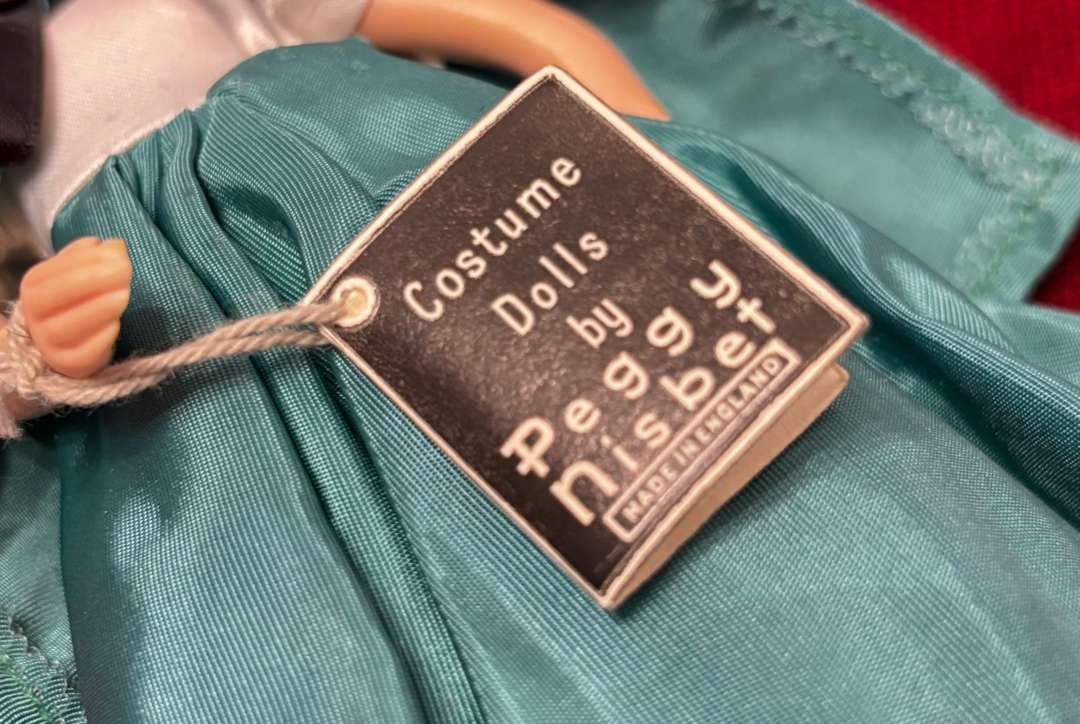 Costume
Dolls
by
Peggy
Nisbet
MADE IN ENGLAND